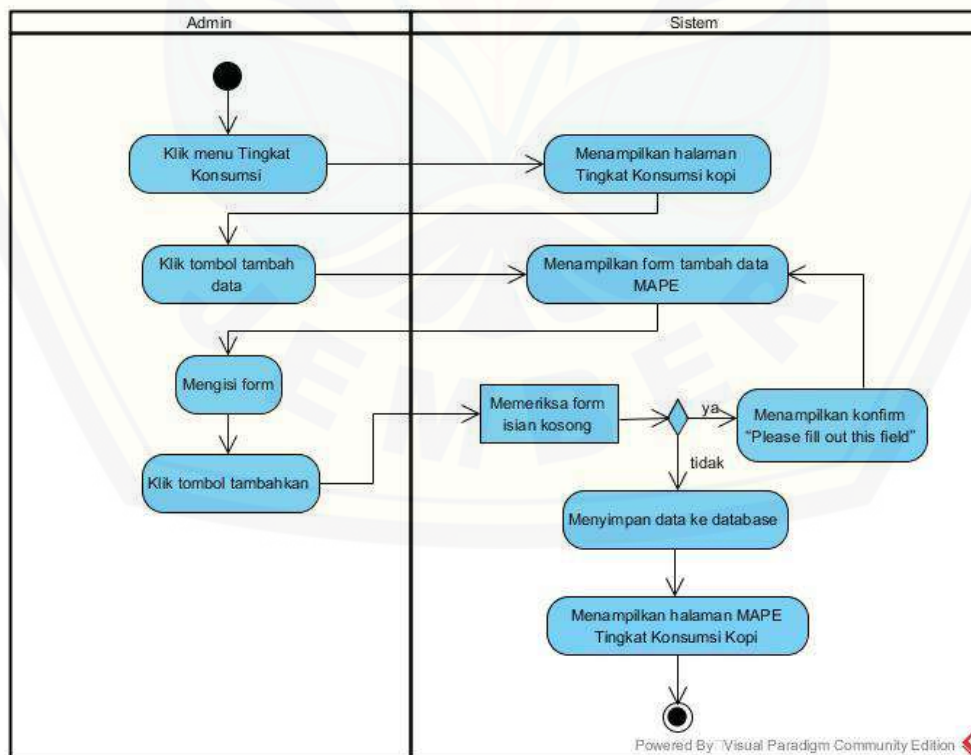 Admin
Sistem
Klik menu Tingkat
Konsumsi
Menampilkan halaman
Tingkat Konsumsi kopi
Klik tombol tambah
data
Menampilkan form tambah data
MAPE
Mengisi form
Memeriksa form
isian kosong
ya
Menampilkan konfirm
"Please fill out this field"
Klik tombol tambahkan
tidak
Menyimpan data ke database
Menampilkan halaman MAPE
Tingkat Konsumsi Kopi
JEMBER
Powered By Visual Paradigm Community Edition